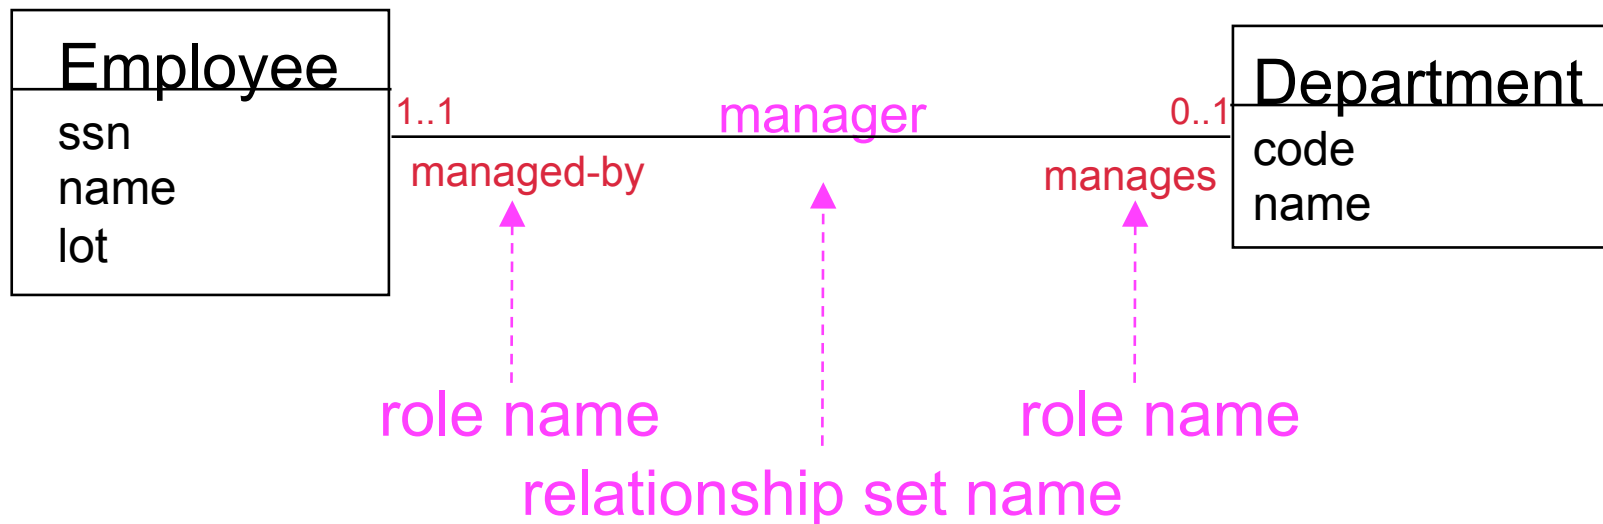 Employee
ssn
name
lot
1..1
managed-by
manager
0..1
manages
Department
code
name
role name
role name
relationship set name